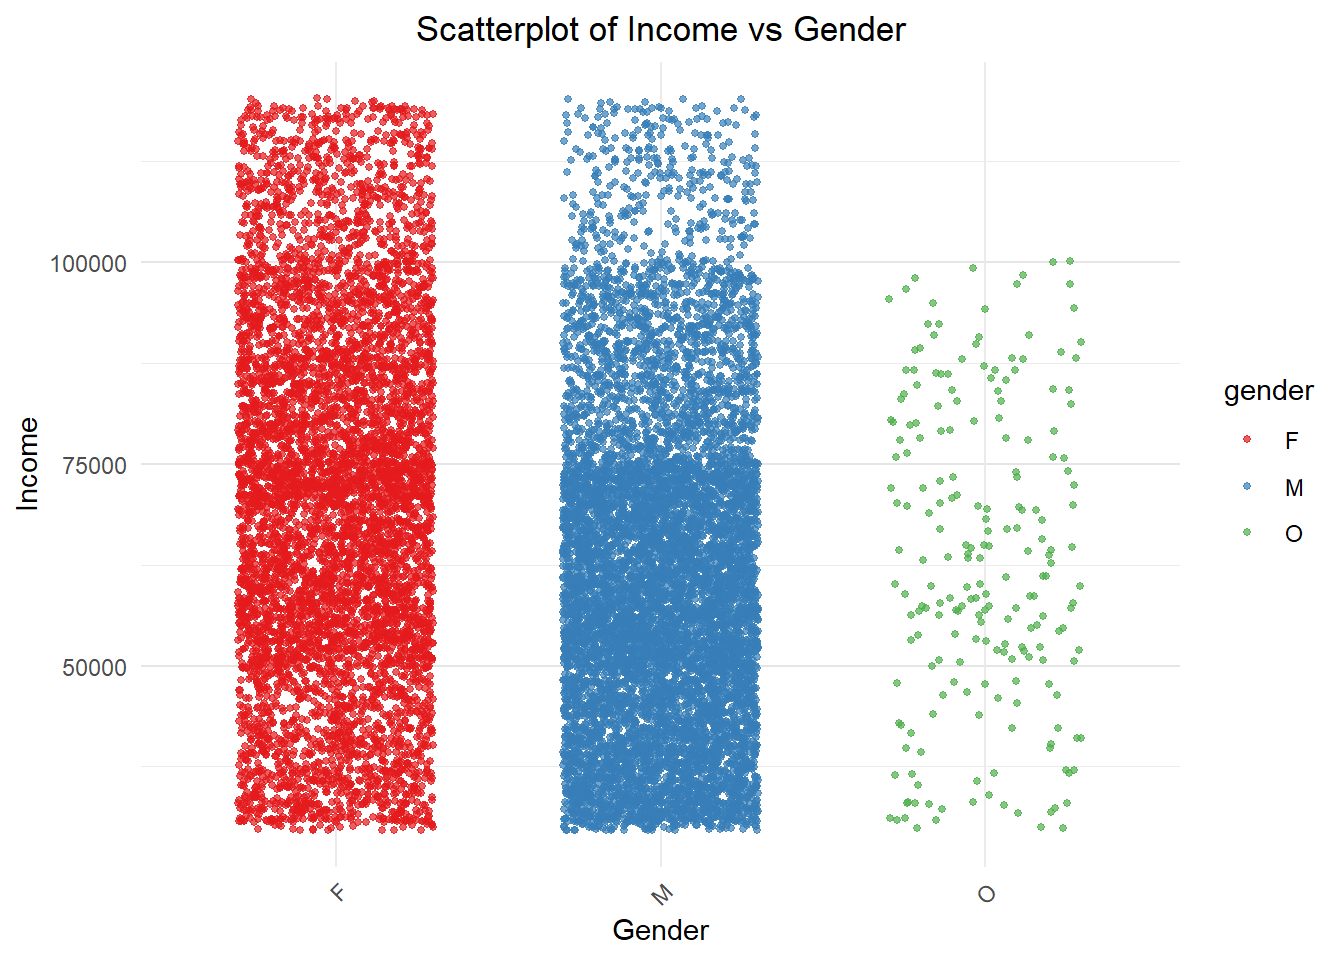 Scatterplot of Income vs Gender
100000
75000
50000
Income
F
M
O
Gender
gender
F
M
O